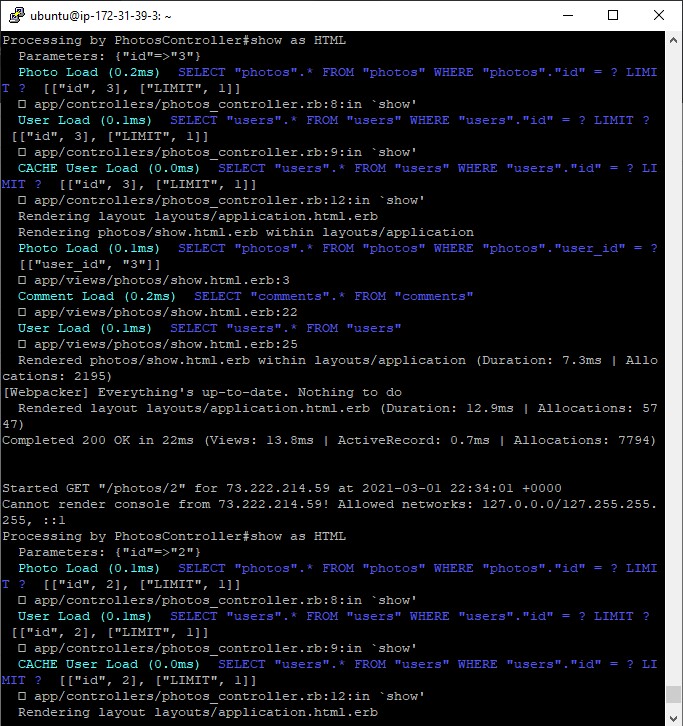 ubuntu@ip-172-31-39-3: ~
Processing by PhotosController#show as HTML
  Parameters: {"id"=>"3"}
  Photo Load (0.2ms)  SELECT "photos".* FROM "photos" WHERE "photos"."id" = ? LIMI
T ?  [["id", 3], ["LIMIT", 1]]
  □ app/controllers/photos_controller.rb:8:in `show'
  User Load (0.1ms)  SELECT "users".* FROM "users" WHERE "users"."id" = ? LIMIT ?
 [["id", 3], ["LIMIT", 1]]
  □ app/controllers/photos_controller.rb:9:in `show'
  CACHE User Load (0.0ms)  SELECT "users".* FROM "users" WHERE "users"."id" = ? LI
MIT ?  [["id", 3], ["LIMIT", 1]]
  □ app/controllers/photos_controller.rb:12:in `show'
  Rendering layout layouts/application.html.erb
  Rendering photos/show.html.erb within layouts/application
  Photo Load (0.1ms)  SELECT "photos".* FROM "photos" WHERE "photos"."user_id" = ?
  [["user_id", "3"]]
  □ app/views/photos/show.html.erb:3
  Comment Load (0.2ms)  SELECT "comments".* FROM "comments"
  □ app/views/photos/show.html.erb:22
  User Load (0.1ms)  SELECT "users".* FROM "users"
  □ app/views/photos/show.html.erb:25
  Rendered photos/show.html.erb within layouts/application (Duration: 7.3ms | Allo
cations: 2195)
[Webpacker] Everything's up-to-date. Nothing to do
  Rendered layout layouts/application.html.erb (Duration: 12.9ms | Allocations: 57
47)
Completed 200 OK in 22ms (Views: 13.8ms | ActiveRecord: 0.7ms | Allocations: 7794)
Started GET "/photos/2" for 73.222.214.59 at 2021-03-01 22:34:01 +0000
Cannot render console from 73.222.214.59! Allowed networks: 127.0.0.0/127.255.255.
255, ::1
Processing by PhotosController#show as HTML
  Parameters: {"id"=>"2"}
  Photo Load (0.1ms)  SELECT "photos".* FROM "photos" WHERE "photos"."id" = ? LIMI
T ?  [["id", 2], ["LIMIT", 1]]
  □ app/controllers/photos_controller.rb:8:in `show'
  User Load (0.1ms)  SELECT "users".* FROM "users" WHERE "users"."id" = ? LIMIT ?
 [["id", 2], ["LIMIT", 1]]
  □ app/controllers/photos_controller.rb:9:in `show'
  CACHE User Load (0.0ms)  SELECT "users".* FROM "users" WHERE "users"."id" = ? LI
MIT ?  [["id", 2], ["LIMIT", 1]]
  □ app/controllers/photos_controller.rb:12:in `show'
  Rendering layout layouts/application.html.erb